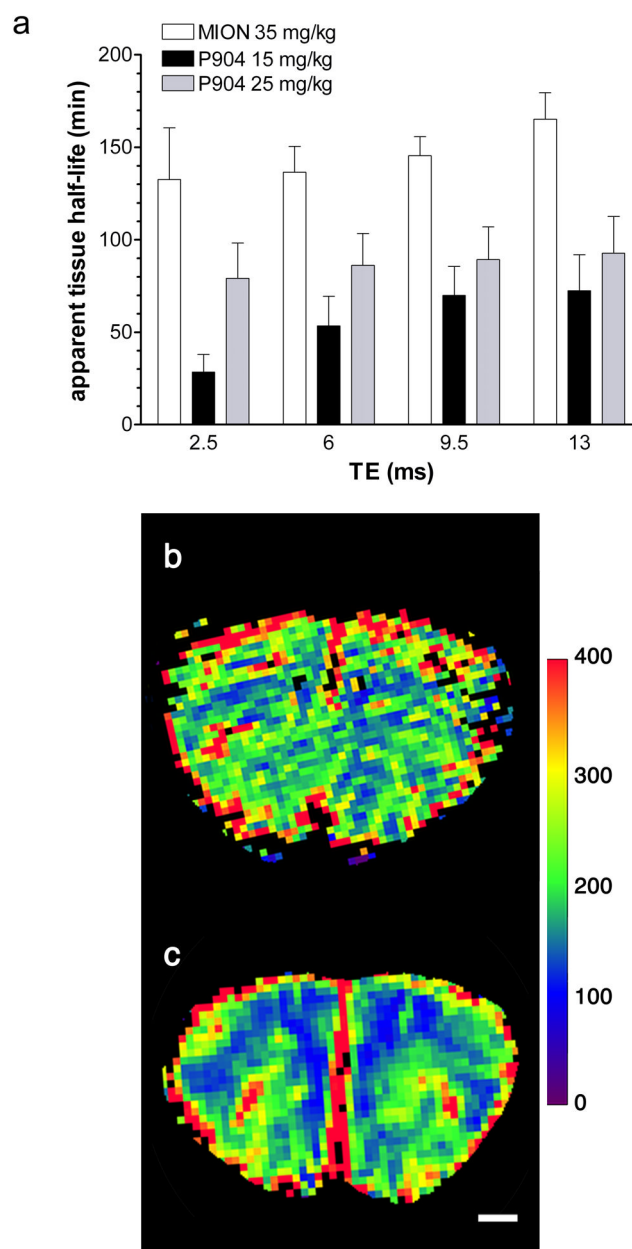 a
MION 35 mg/kg
P904 15 mg/kg
P904 25 mg/kg
apparent tissue half-life (min)
200
150
100
50
0
2.5 6 9.5 13
TE (ms)
b
400
300
200
100
0
c